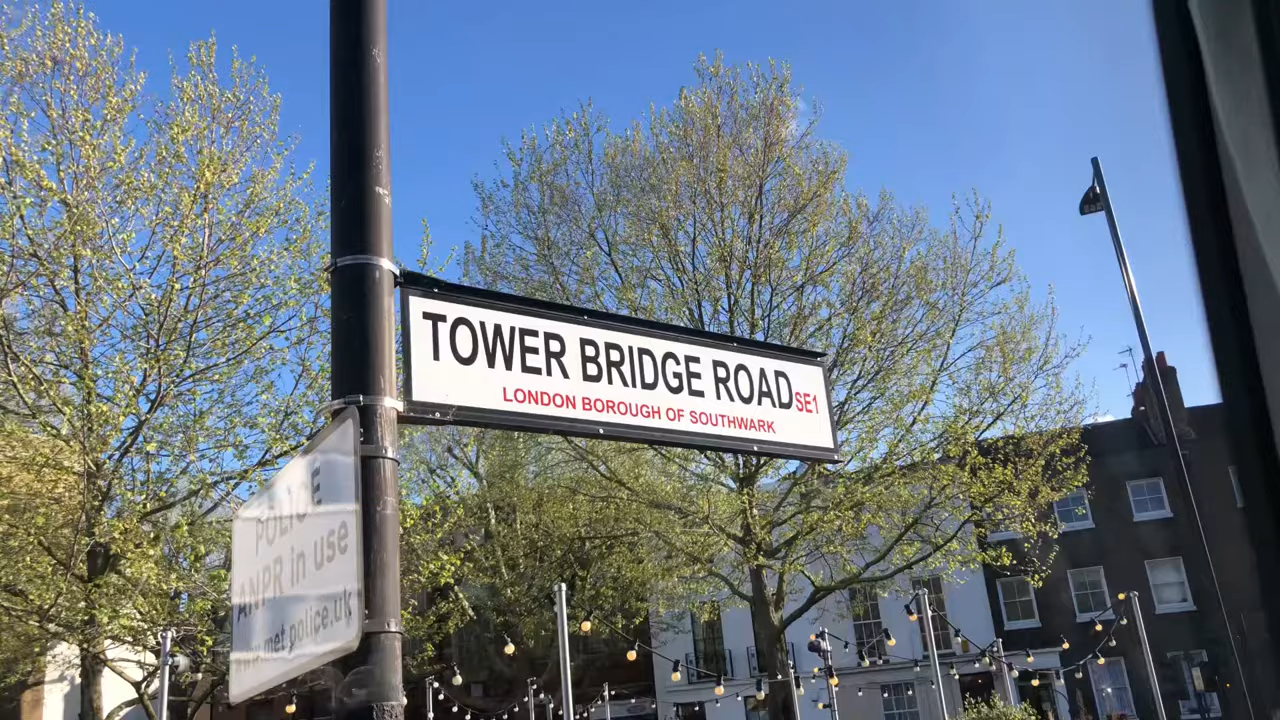 TOWER BRIDGE ROAD SE1
LONDON BOROUGH OF SOUTHWARK
POLICE
ANPR in use
www.met.police.uk